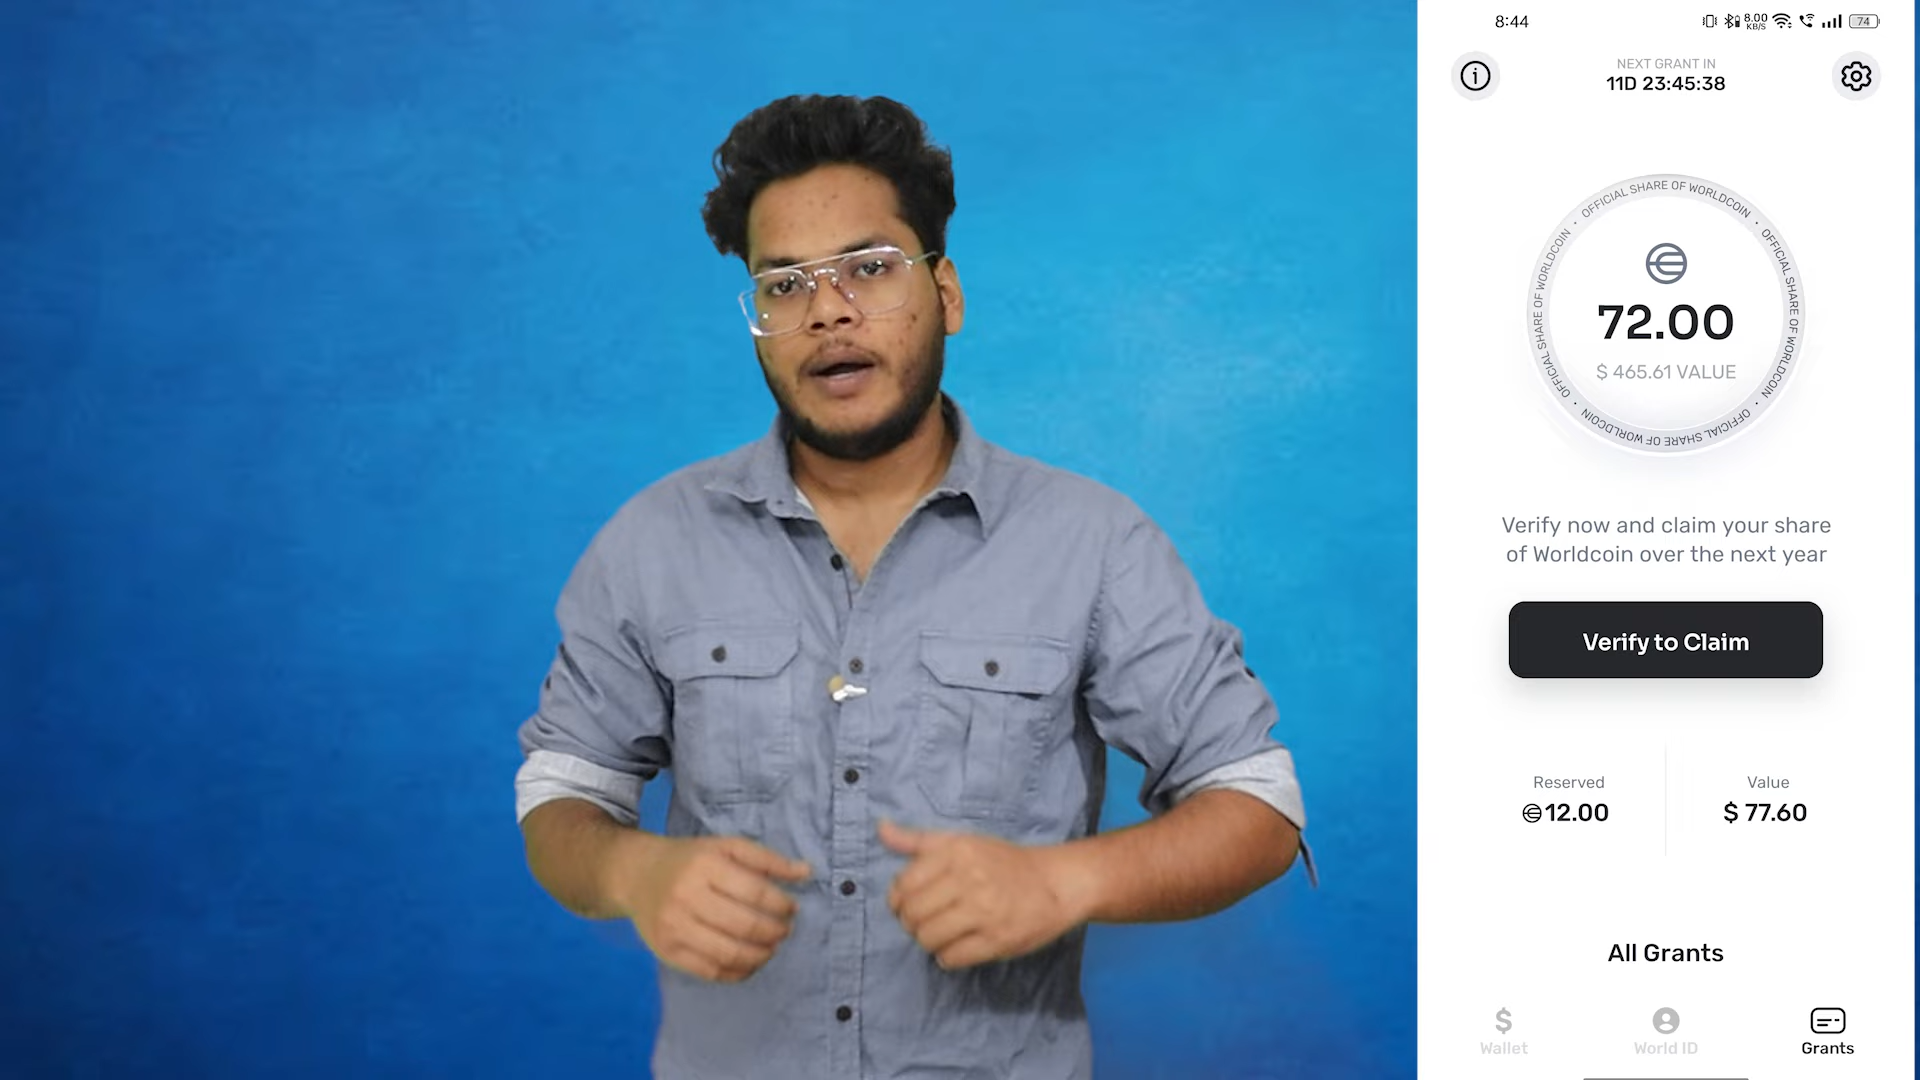 8:44
8.00
KB/S
74
NEXT GRANT IN
11D 23:45:38
OFFICIAL SHARE OF WORLDCOIN • OFFICIAL SHARE OF WORLDCOIN • OFFICIAL SHARE OF WORLDCOIN • OFFICIAL SHARE OF WORLDCOIN •
72.00
$ 465.61 VALUE
Verify now and claim your share
of Worldcoin over the next year
Verify to Claim
Reserved
12.00
Value
$ 77.60
All Grants
Wallet
World ID
Grants